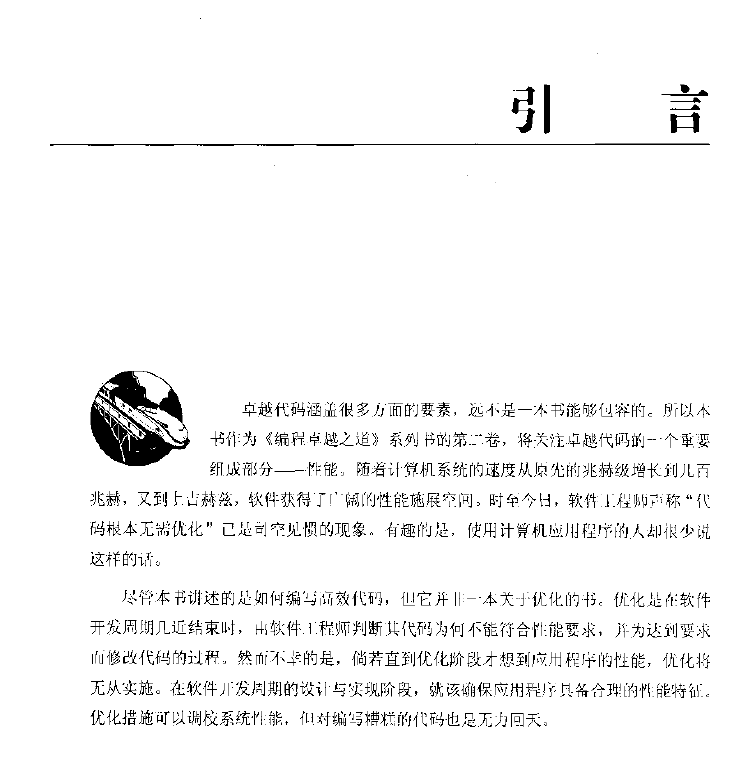 引 言
卓越代码涵盖很多方面的要素，远不是一本书能够包容的。所以本
书作为《编程卓越之道》系列书的第二卷，将关注卓越代码的一个重要
组成部分——性能。随着计算机系统的速度从原先的兆赫级增长到几百
兆赫，又到上吉赫兹，软件获得了广阔的性能施展空间。时至今日，软件工程师声称“代
码根本无需优化”已是司空见惯的现象。有趣的是，使用计算机应用程序的人却很少说
这样的话。
尽管本书讲述的是如何编写高效代码，但它并非一本关于优化的书。优化是在软件
开发周期几近结束时，由软件工程师判断其代码为何不能符合性能要求，并为达到要求
而修改代码的过程。然而不幸的是，倘若直到优化阶段才想到应用程序的性能，优化将
无从实施。在软件开发周期的设计与实现阶段，就该确保应用程序具备合理的性能特征。
优化措施可以调校系统性能，但对编写糟糕的代码也是无力回天。